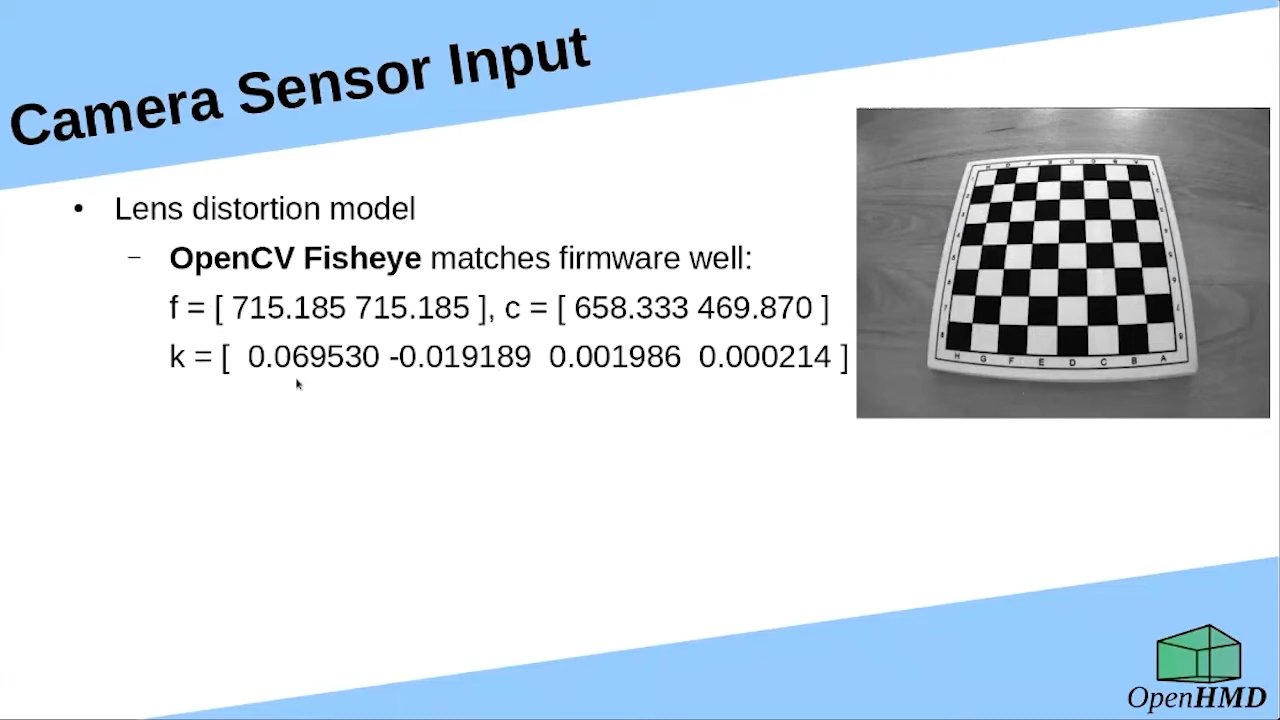 Camera Sensor Input
• Lens distortion model
– OpenCV Fisheye matches firmware well:
f = [ 715.185 715.185 ], c = [ 658.333 469.870 ]
k = [ 0.069530 -0.019189 0.001986 0.000214 ]
H G F E D C B A
OpenHMD